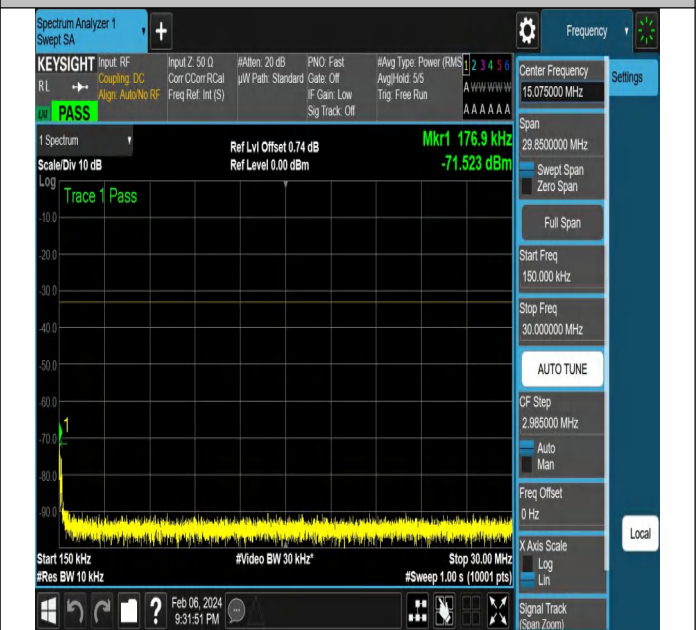 Spectrum Analyzer 1
Swept SA
+
Frequency
KEYSIGHT
RL
PASS
Input: RF
Coupling: DC
Align: Auto/No RF
Input Z: 50 Ω
Corr CCorr RCal
Freq Ref: Int (S)
#Atten: 20 dB
µW Path: Standard
PNO: Fast
Gate: Off
IF Gain: Low
Sig Track: Off
#Avg Type: Power (RMS
Avg|Hold: 5/5
Trig: Free Run
1 2 3 4 5 6
A W W W W W
A A A A A A
1 Spectrum
Scale/Div 10 dB
Ref Lvl Offset 0.74 dB
Ref Level 0.00 dBm
Mkr1 176.9 kHz
-71.523 dBm
Log
Trace 1 Pass
-10.0
-20.0
-30.0
-40.0
-50.0
-60.0
-70.0
-80.0
-90.0
1
Start 150 kHz
#Res BW 10 kHz
#Video BW 30 kHz*
Stop 30.00 MHz
#Sweep 1.00 s (10001 pts)
?
Feb 06, 2024
9:31:51 PM
Center Frequency
15.075000 MHz
Settings
Span
29.8500000 MHz
Swept Span
Zero Span
Full Span
Start Freq
150.000 kHz
Stop Freq
30.000000 MHz
AUTO TUNE
CF Step
2.985000 MHz
Auto
Man
Freq Offset
0 Hz
Local
X Axis Scale
Log
Lin
Signal Track
(Span Zoom)